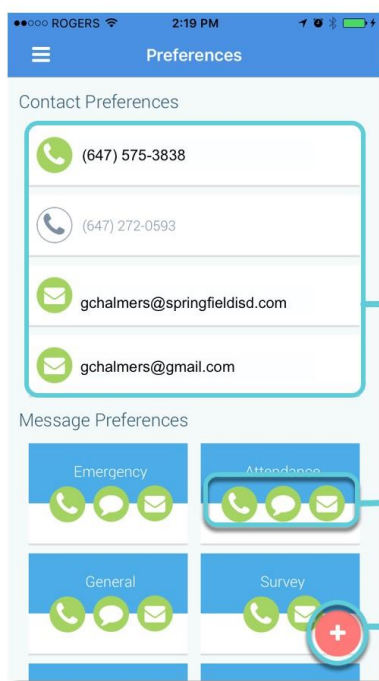 ROGERS 2:19 PM
Preferences
Contact Preferences
(647) 575-3838
(647) 272-0593
gchalmers@springfieldisd.com
gchalmers@gmail.com
Message Preferences
Emergency Attendance
General Survey